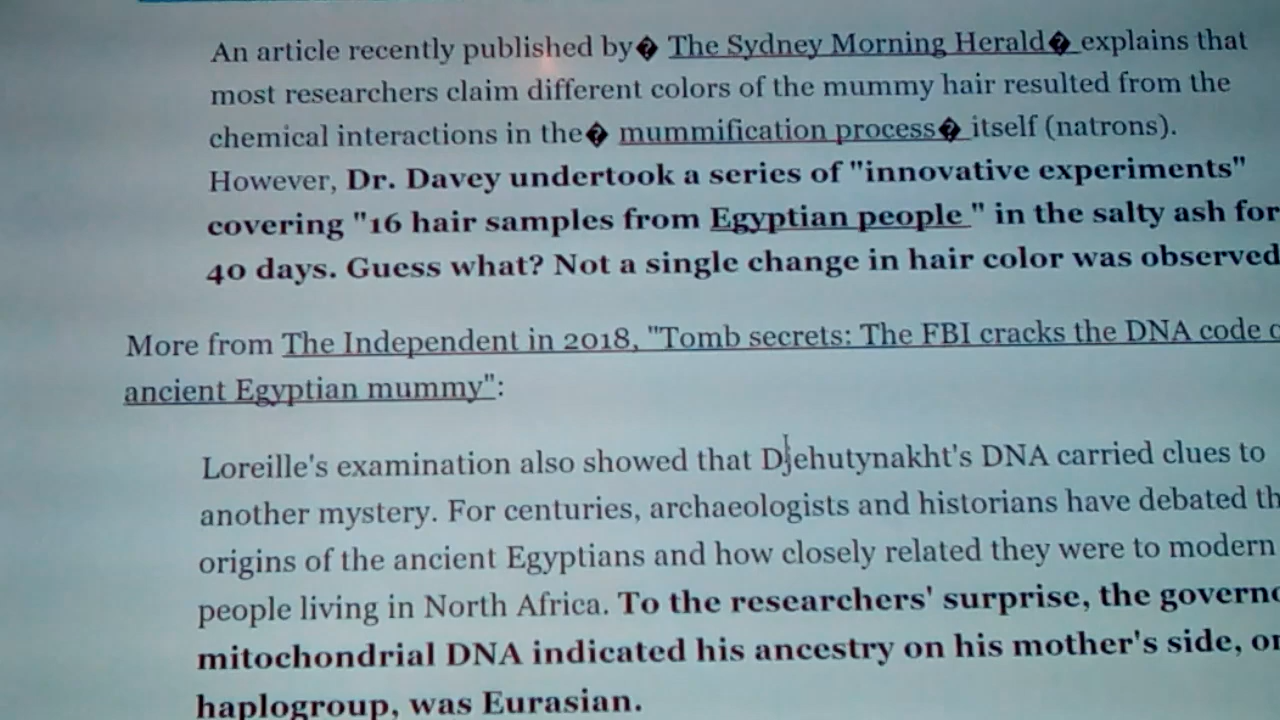 An article recently published by� The Sydney Morning Herald� explains that
most researchers claim different colors of the mummy hair resulted from the
chemical interactions in the� mummification process� itself (natrons).
However, Dr. Davey undertook a series of "innovative experiments"
covering "16 hair samples from Egyptian people " in the salty ash for
40 days. Guess what? Not a single change in hair color was observed
More from The Independent in 2018, "Tomb secrets: The FBI cracks the DNA code
ancient Egyptian mummy":
Loreille's examination also showed that Djehutynakht's DNA carried clues to
another mystery. For centuries, archaeologists and historians have debated
origins of the ancient Egyptians and how closely related they were to modern
people living in North Africa. To the researchers' surprise, the
mitochondrial DNA indicated his ancestry on his mother's side,
haplogroup, was Eurasian.